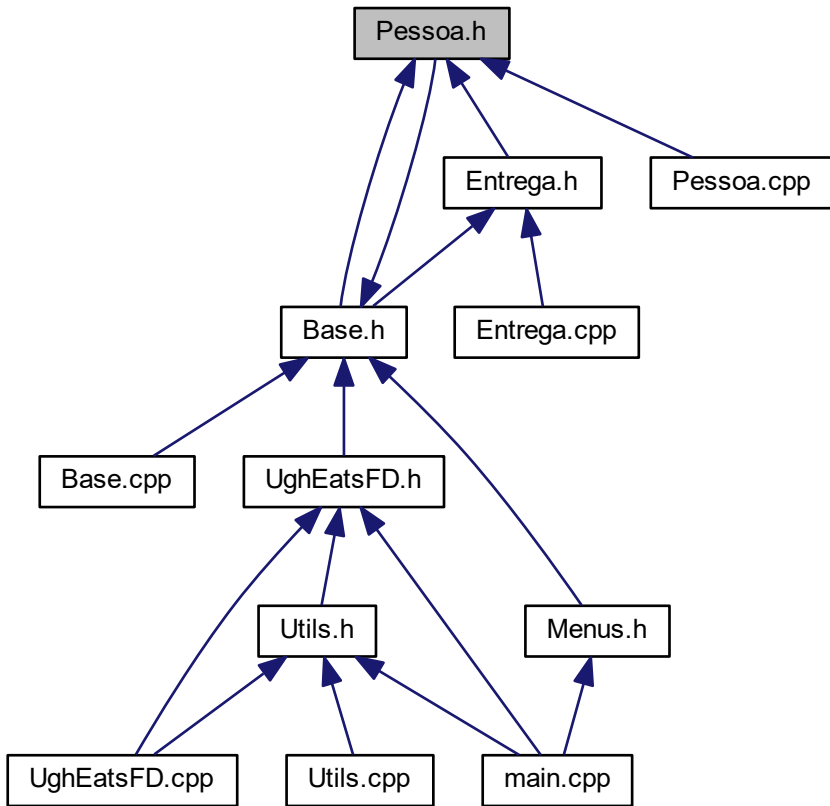 Pessoa.h
Entrega.h
Pessoa.cpp
Base.h
Entrega.cpp
Base.cpp
UghEatsFD.h
Utils.h
Menus.h
UghEatsFD.cpp
Utils.cpp
main.cpp